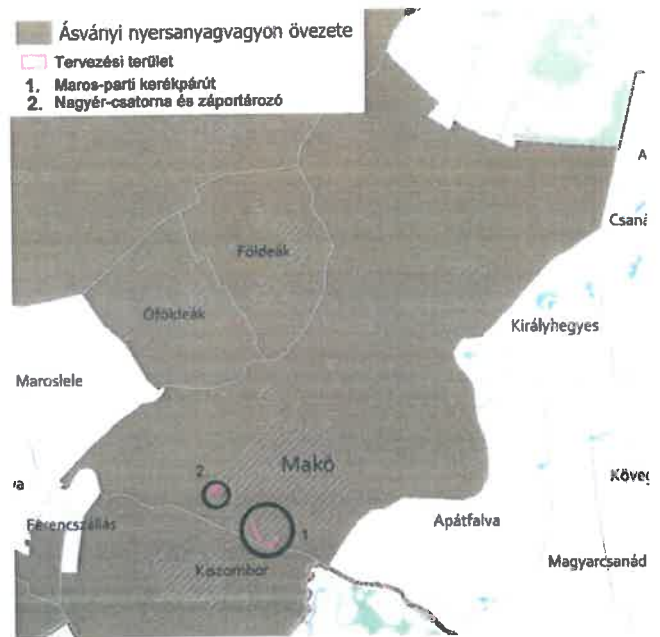 Ásványi nyersanyagvagyon övezete
Tervezési terület
1. Maros-parti kerékpárút
2. Nagyér-csatorna és záportározó
A
Csaná
Földeák
Óföldeák
Királyhegyes
Maroslele
2
Makó
va
Köveg
Ferencszállás
Apátfalva
1
Kiszombor
Magyarcsanád